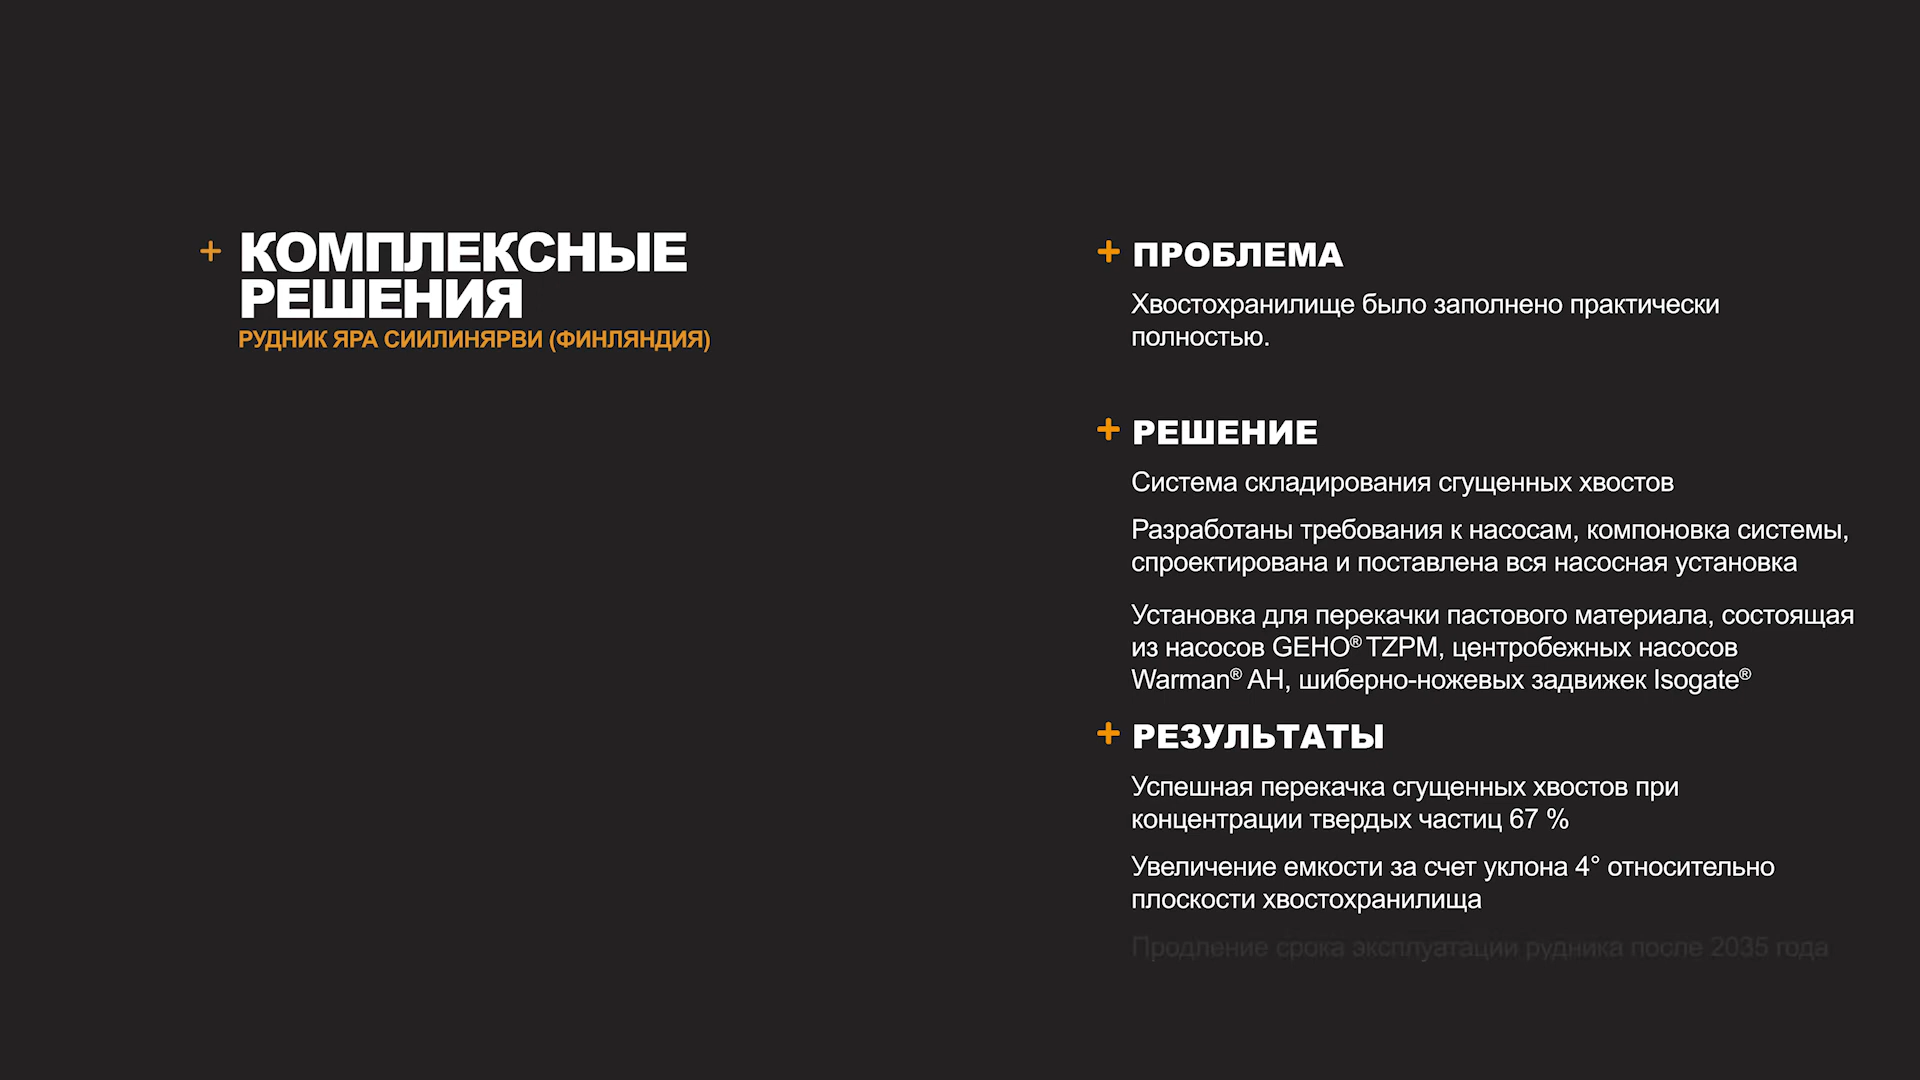 КОМПЛЕКСНЫЕ
РЕШЕНИЯ
РУДНИК ЯРА СИИЛИНЯРВИ (ФИНЛЯНДИЯ)
ПРОБЛЕМА
Хвостохранилище было заполнено практически
полностью.
РЕШЕНИЕ
Система складирования сгущенных хвостов
Разработаны требования к насосам, компоновка системы,
спроектирована и поставлена вся насосная установка
Установка для перекачки пастового материала, состоящая
из насосов GEHO® TZPM, центробежных насосов
Warman® AH, шиберно-ножевых задвижек Isogate®
РЕЗУЛЬТАТЫ
Успешная перекачка сгущенных хвостов при
концентрации твердых частиц 67 %
Увеличение емкости за счет уклона 4° относительно
плоскости хвостохранилища
Продление срока эксплуатации рудника после 2035 года